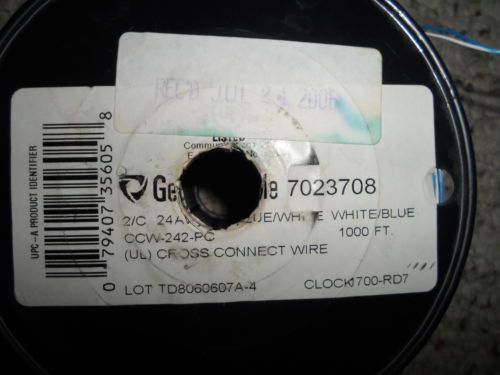 REC'D JUL 24 2006
LISTED
7023708
2/C 24 WHITE/BLUE
CCW-242-PC 1000 FT.
(UL) CROSS CONNECT WIRE
LOT TD8060607A-4 CLOCK1700-RD7
UPC-A PRODUCT IDENTIFIER
0 79407 35605 8